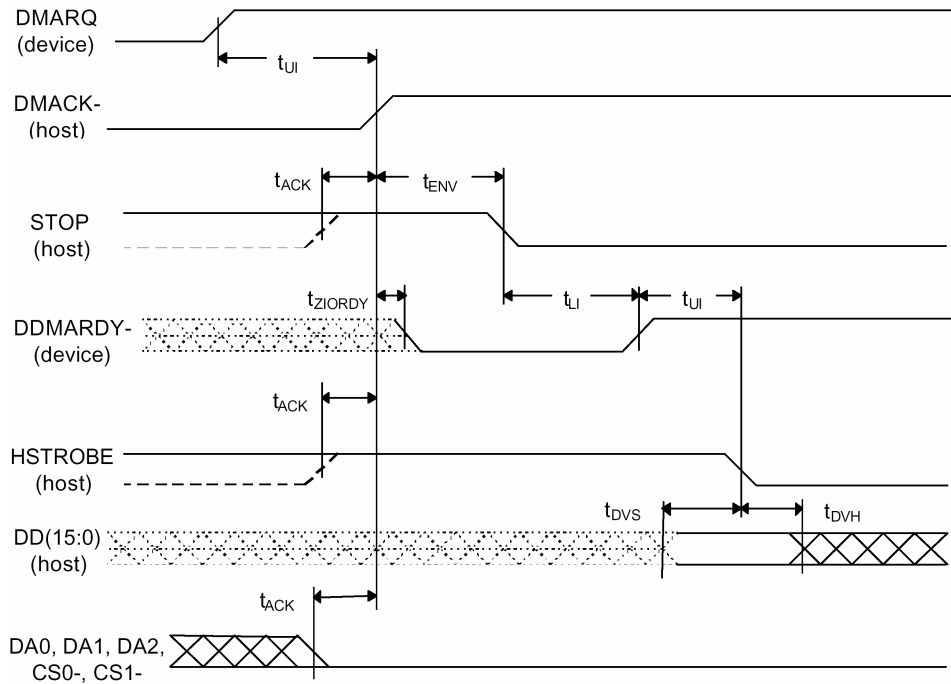 DMARQ
(device)
tUI
DMACK-
(host)
tACK
tENV
STOP
(host)
tZIORDY
tLI
tUI
DDMARDY-
(device)
tACK
HSTROBE
(host)
tDVS
tDVH
DD(15:0)
(host)
tACK
DA0, DA1, DA2,
CS0-, CS1-